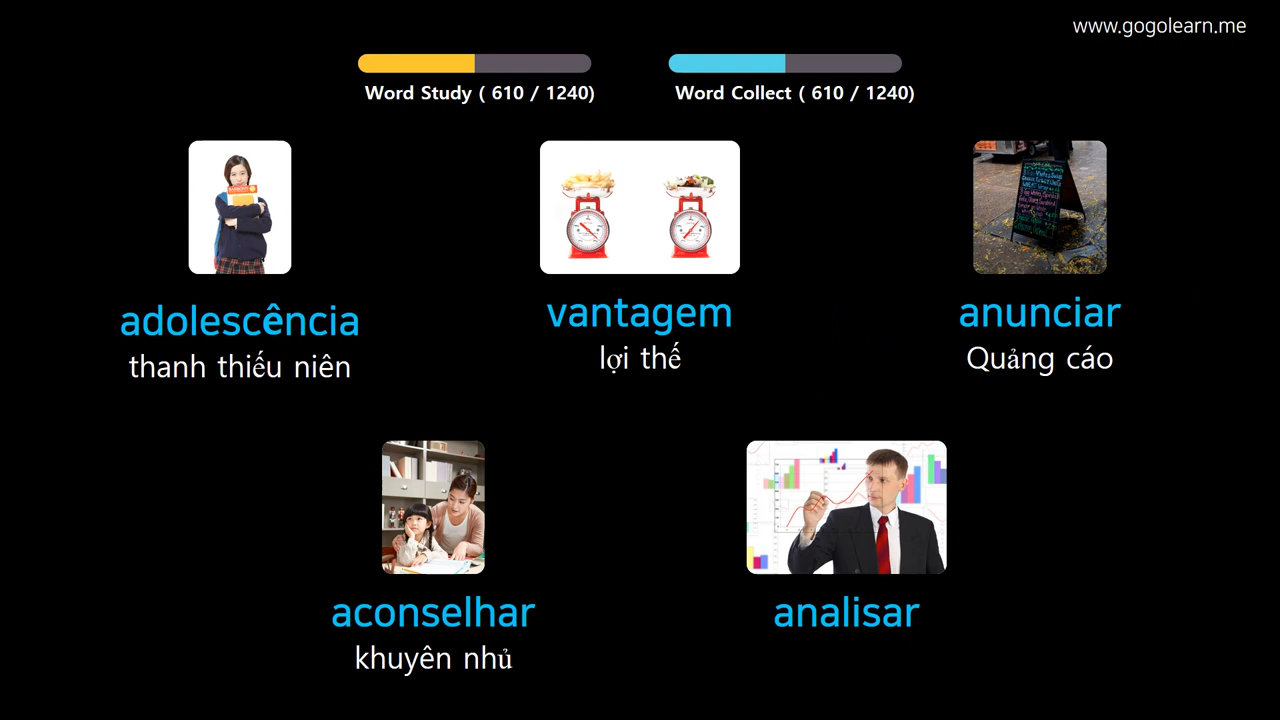 www.gogolearn.me
Word Study ( 610 / 1240)
Word Collect ( 610 / 1240)
adolescência
thanh thiếu niên
vantagem
lợi thế
anunciar
Quảng cáo
aconselhar
khuyên nhủ
analisar